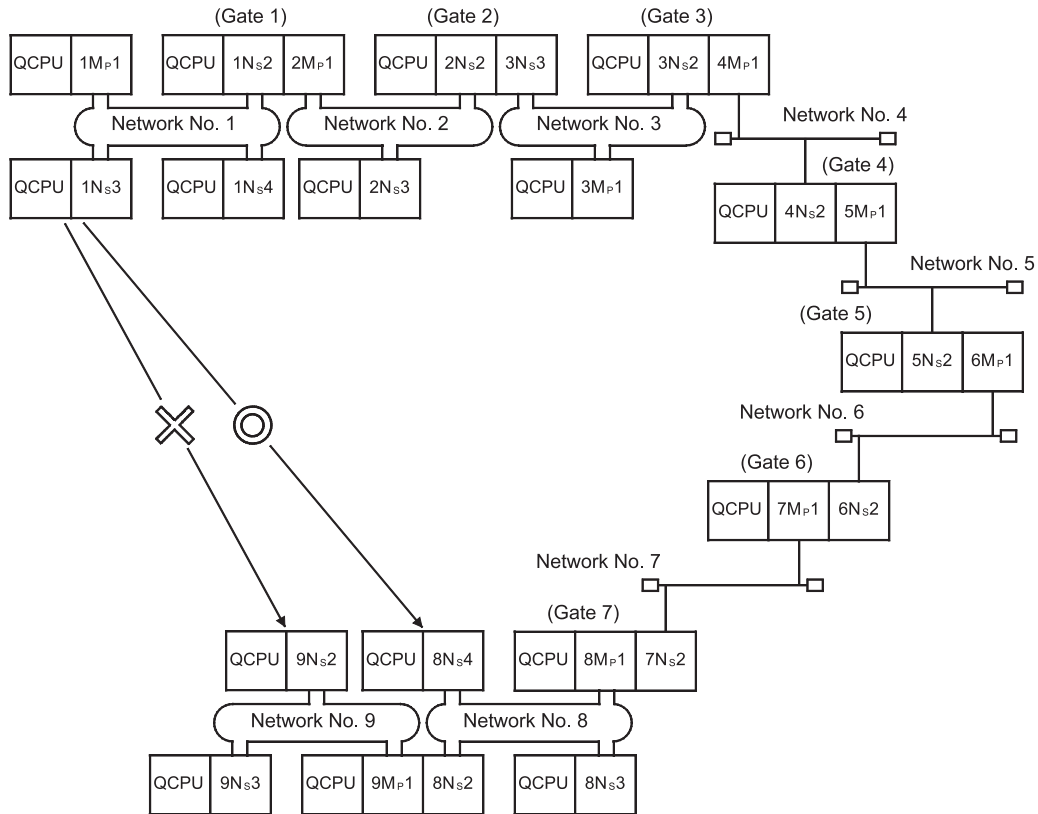 (Gate 1) (Gate 2) (Gate 3)
QCPU 1MP1 QCPU 1NS2 2MP1 QCPU 2NS2 3NS3 QCPU 3NS2 4MP1
Network No. 1 Network No. 2 Network No. 3 Network No. 4
QCPU 1NS3 QCPU 1NS4 QCPU 2NS3 QCPU 3MP1
(Gate 4)
QCPU 4NS2 5MP1
Network No. 5
(Gate 5)
QCPU 5NS2 6MP1
Network No. 6
(Gate 6)
QCPU 7MP1 6NS2
Network No. 7
(Gate 7)
QCPU 9NS2 QCPU 8NS4 QCPU 8MP1 7NS2
Network No. 9 Network No. 8
QCPU 9NS3 QCPU 9MP1 8NS2 QCPU 8NS3